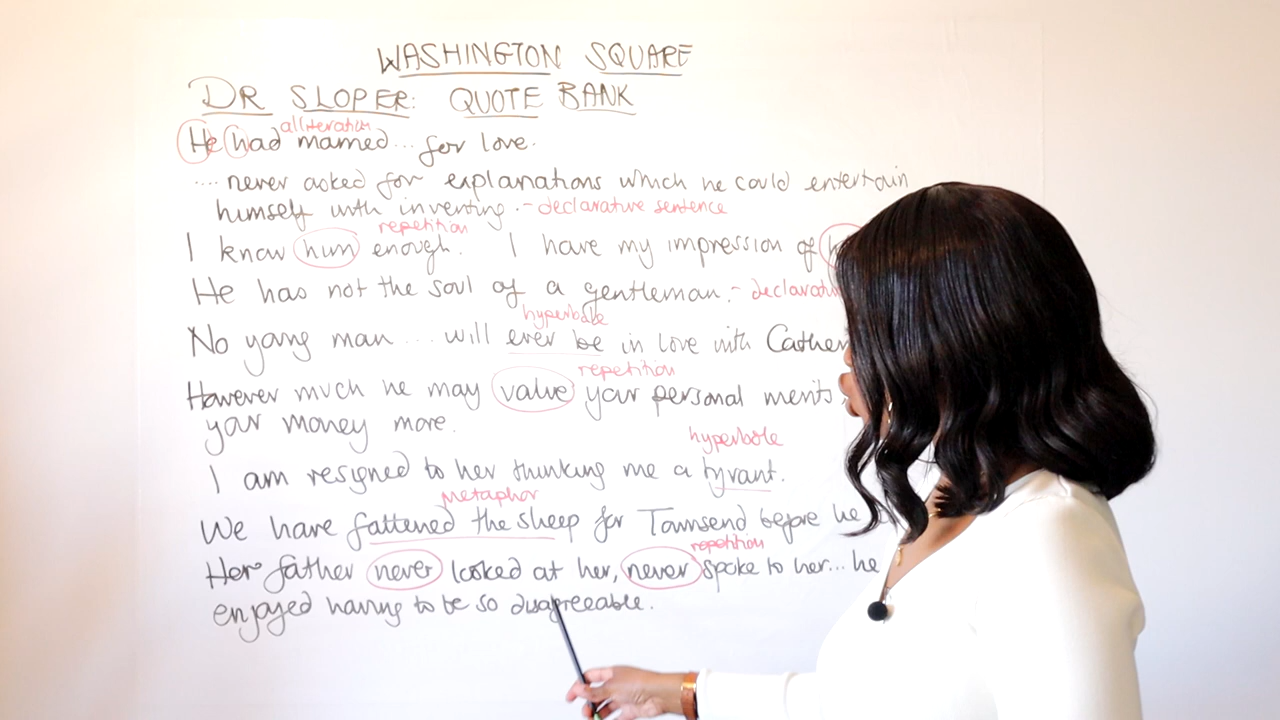 WASHINGTON SQUARE
DR SLOPER: QUOTE BANK
alliteration
He had married... for love.
.... never asked for explanations which he could entertain
himself with inventing. - declarative sentence
repetition
I know him enough. I have my impression of
He has not the soul of a gentleman. - declarative
hyperbole
No young man ... will ever be in love with Catherine
repetition
However much he may value your personal merits,
your money more.
hyperbole
I am resigned to her thinking me a tyrant.
metaphor
We have fattened the sheep for Townsend before he
repetition
Her father never looked at her, never spoke to her... he
enjoyed having to be so disagreeable.